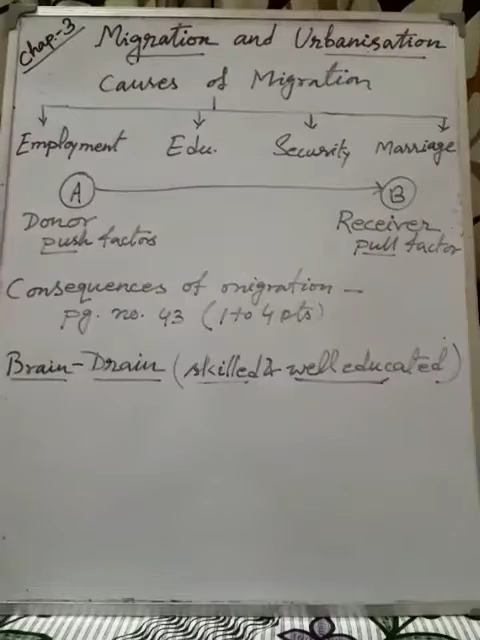 Chap:-3
Migration and Urbanisation
Causes of Migration
Employment Edu. Security Marriage
A B
Donor Receiver
push factors pull factor
Consequences of migration –
pg. no. 43 (1 to 4 pts)
Brain-Drain (skilled & well educated)